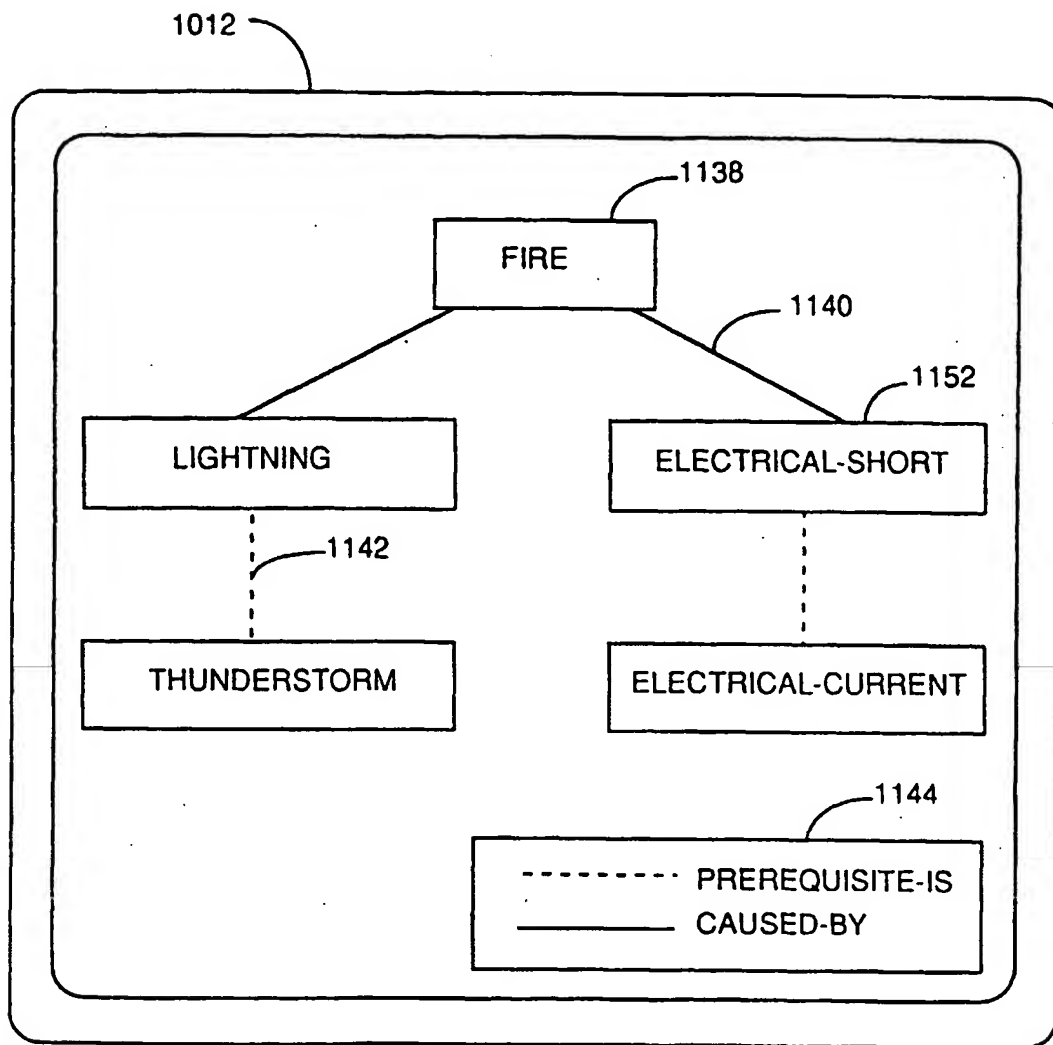 1012
1138
FIRE
1140
1152
LIGHTNING
ELECTRICAL-SHORT
1142
THUNDERSTORM
ELECTRICAL-CURRENT
1144
PREREQUISITE-IS
CAUSED-BY